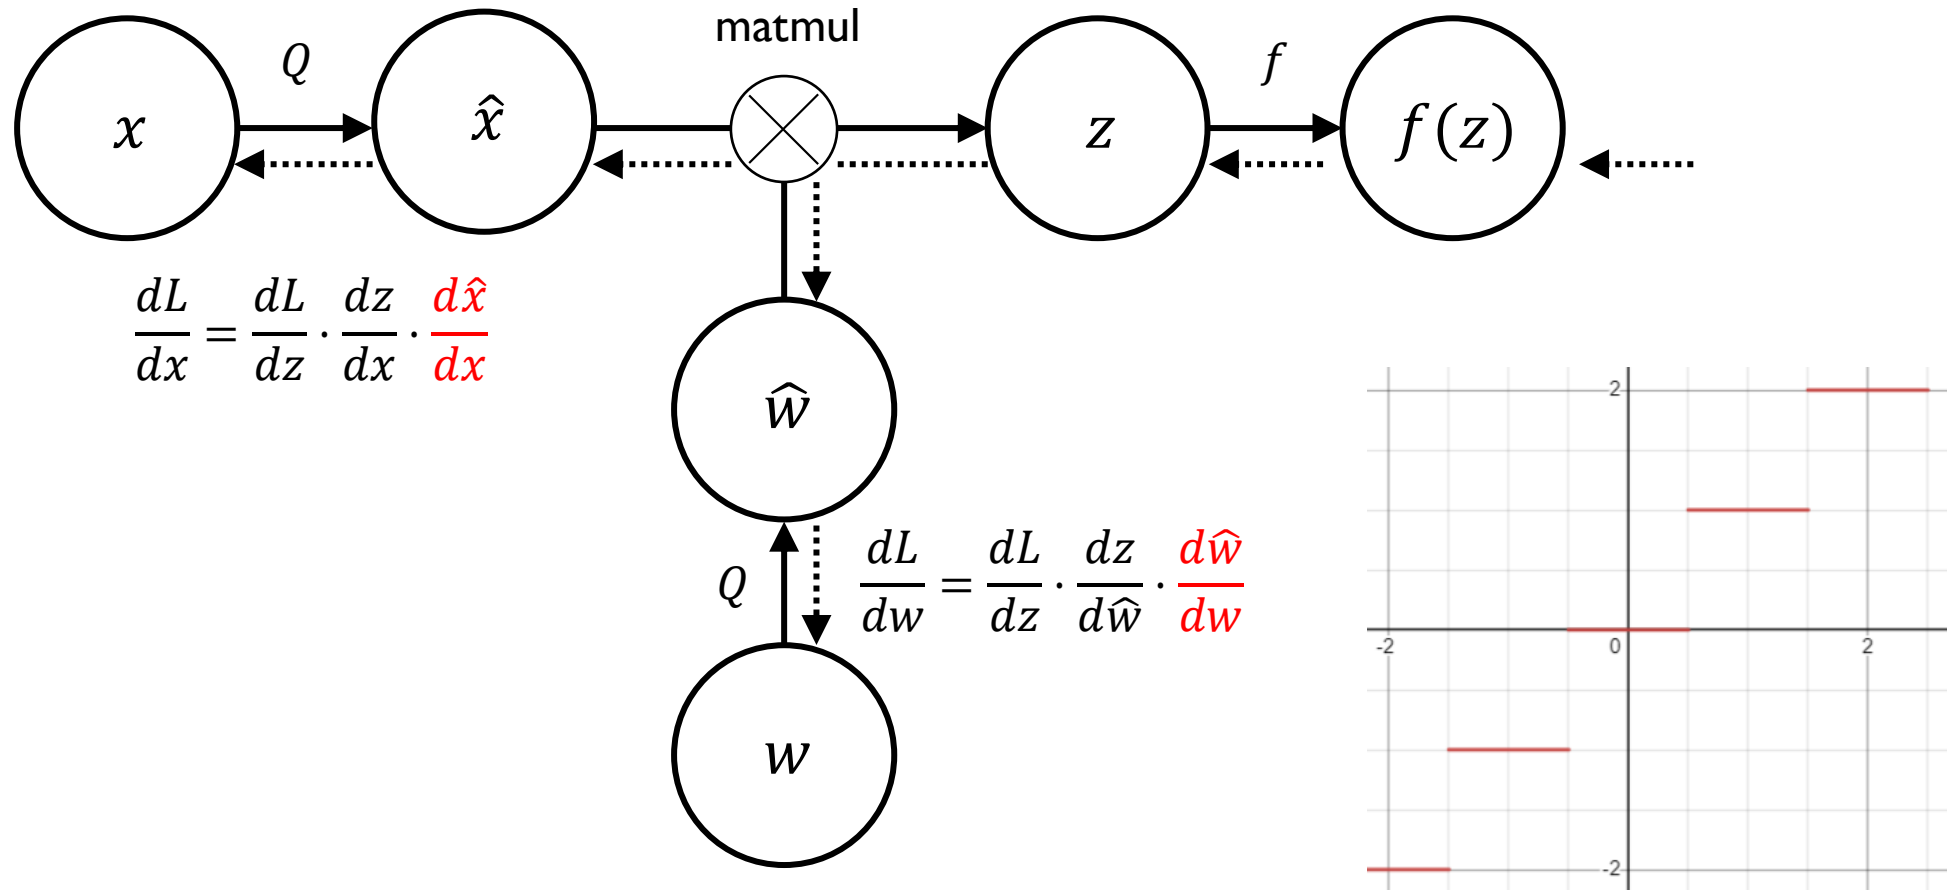 matmul
x
Q
x̂
z
f
f(z)
dL/dx = dL/dz · dz/dx · dx̂/dx
ŵ
Q
dL/dw = dL/dz · dz/dŵ · dŵ/dw
w
2
-2
0
2
-2